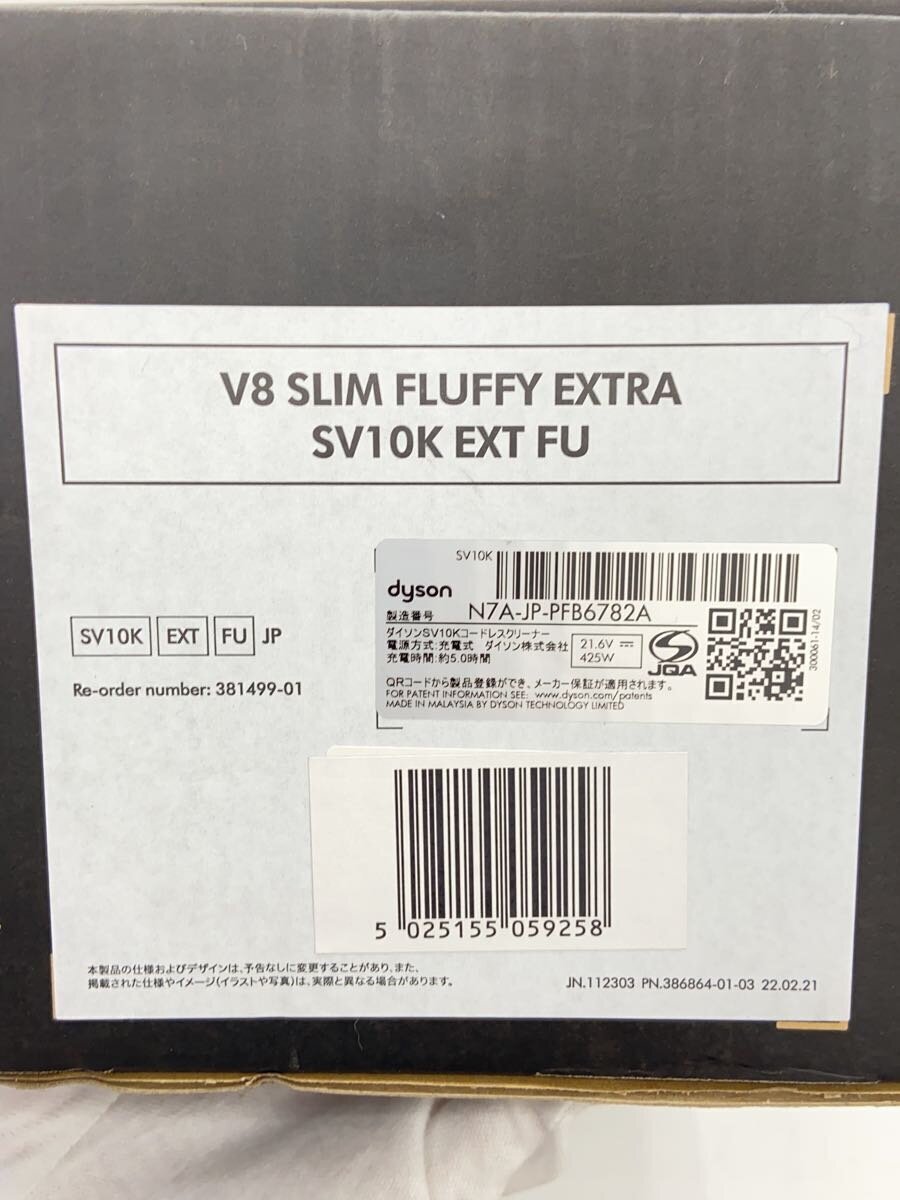 V8 SLIM FLUFFY EXTRA
SV10K EXT FU
SV10K EXT FU JP
Re-order number: 381499-01
SV10K
dyson
製造番号 N7A-JP-PFB6782A
ダイソンSV10Kコードレスクリーナー
電源方式:充電式 ダイソン株式会社
充電時間:約5.0時間
21.6V
425W
JQA
300061-14/02
QRコードから製品登録ができ、メーカー保証が適用されます。
FOR PATENT INFORMATION SEE: www.dyson.com/patents
MADE IN MALAYSIA BY DYSON TECHNOLOGY LIMITED
5 025155 059258
本製品の仕様およびデザインは、予告なしに変更することがあり、また、
掲載された仕様やイメージ(イラストや写真)は、実際と異なる場合があります。
JN.112303 PN.386864-01-03 22.02.21